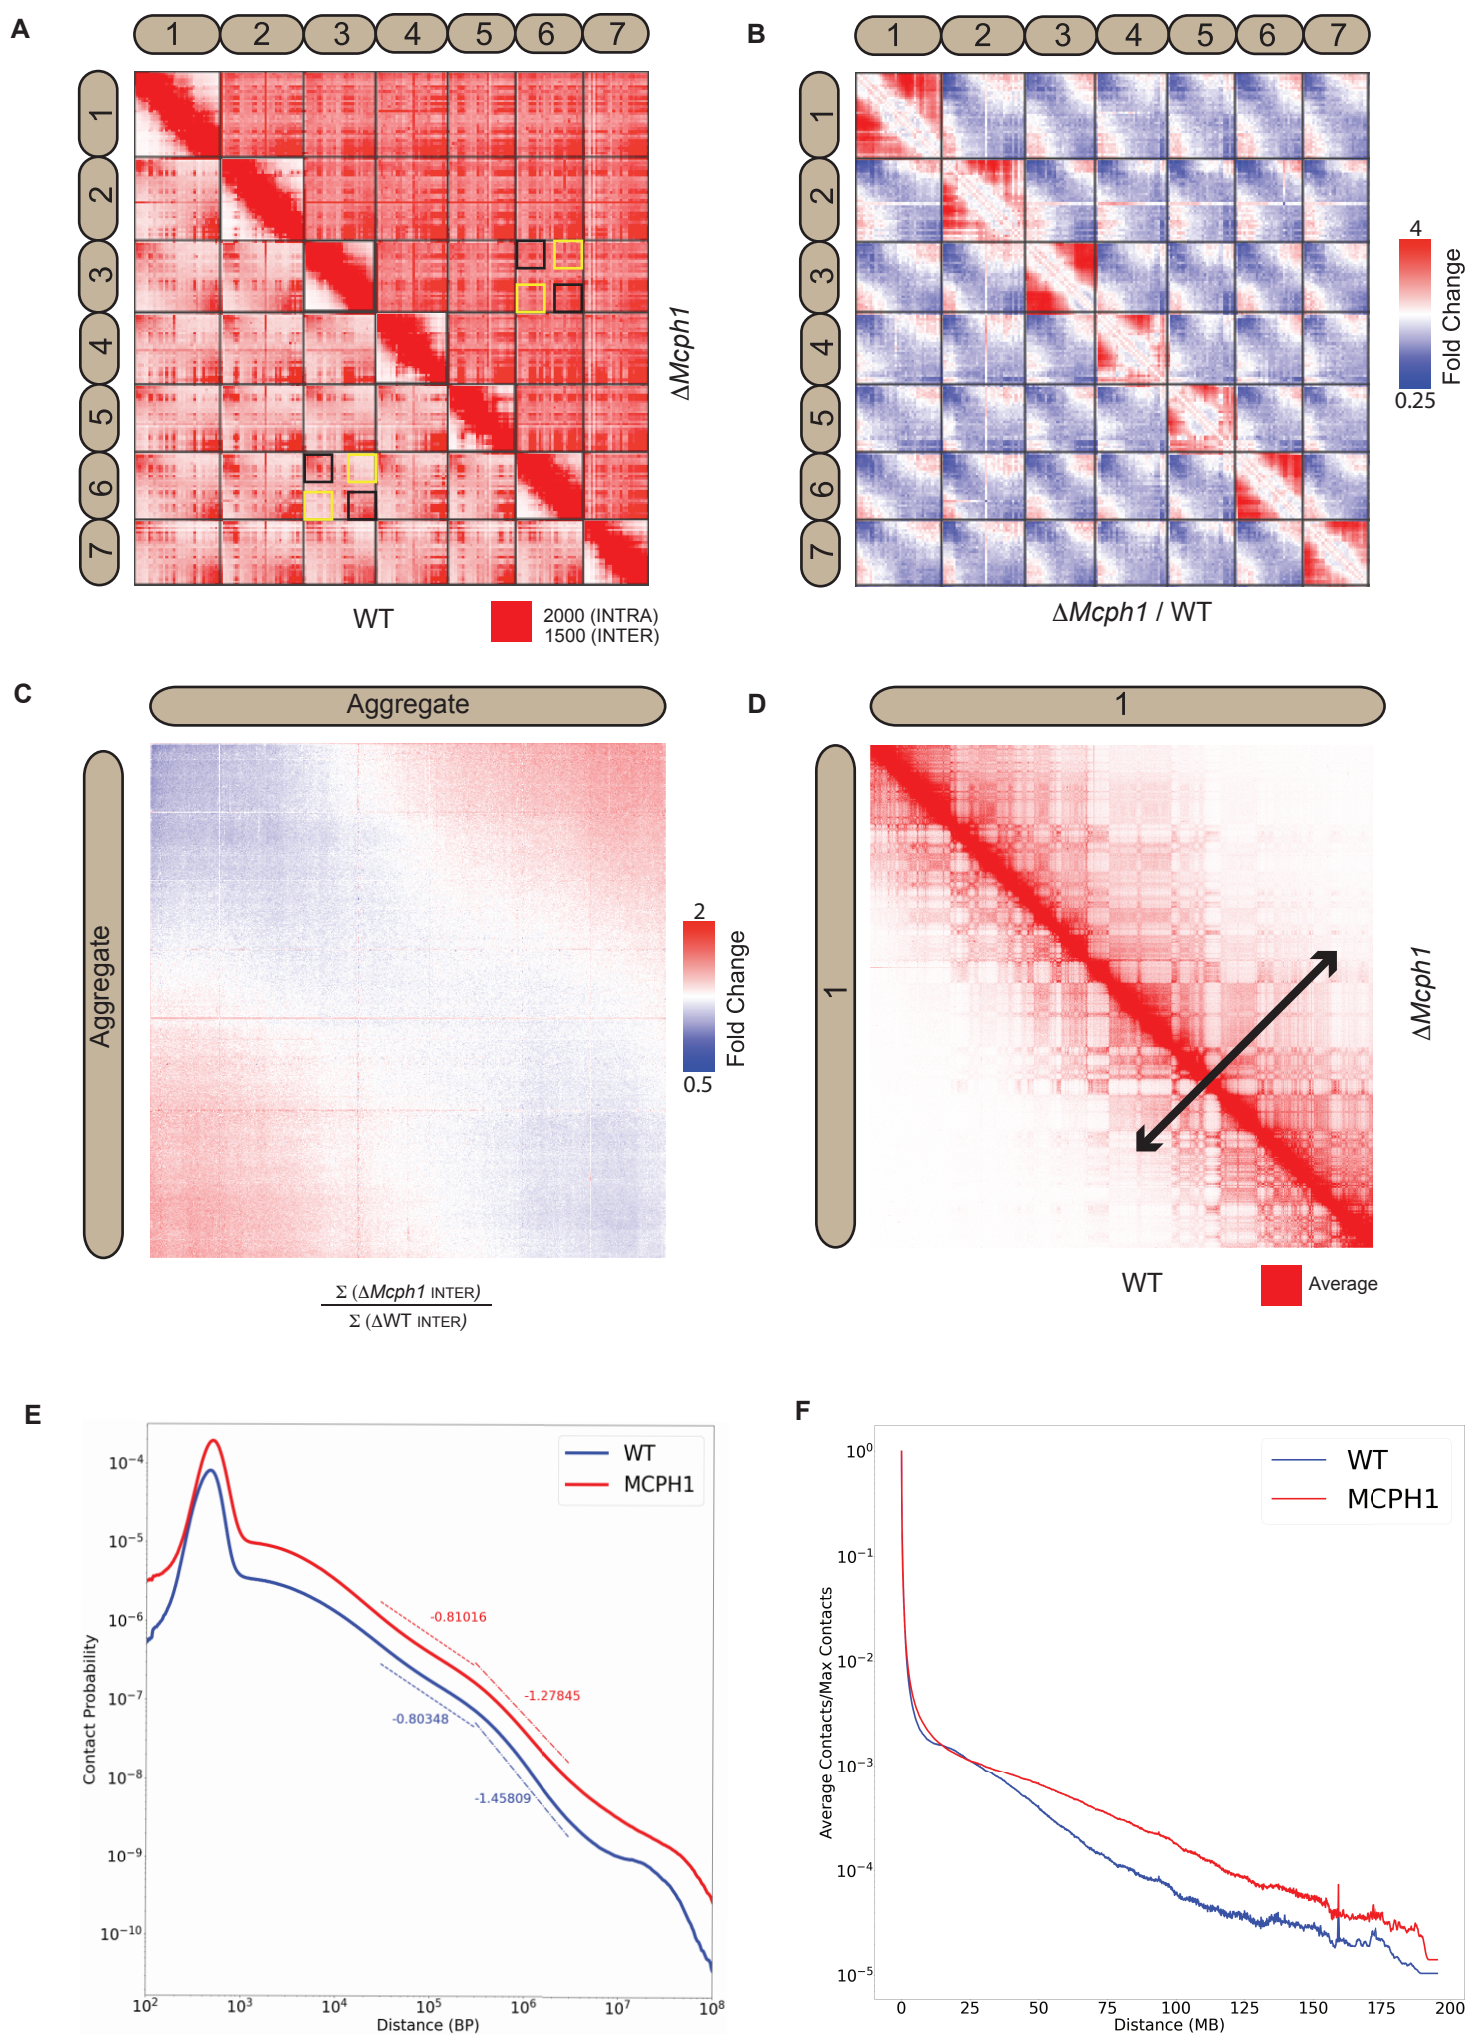 A
1 2 3 4 5 6 7
1
2
3
4
5
6
7
ΔMcph1
WT
2000 (INTRA)
1500 (INTER)
B
1 2 3 4 5 6 7
1
2
3
4
5
6
7
4
Fold Change
0.25
ΔMcph1 / WT
C
Aggregate
Aggregate
2
Fold Change
0.5
Σ (ΔMcph1 INTER)
Σ (ΔWT INTER)
D
1
1
ΔMcph1
WT
Average
E
WT
MCPH1
10⁻⁴
10⁻⁵
10⁻⁶
10⁻⁷
10⁻⁸
10⁻⁹
10⁻¹⁰
Contact Probability
-0.81016
-1.27845
-0.80348
-1.45809
10² 10³ 10⁴ 10⁵ 10⁶ 10⁷ 10⁸
Distance (BP)
F
WT
MCPH1
10⁰
10⁻¹
10⁻²
10⁻³
10⁻⁴
10⁻⁵
Average Contacts/Max Contacts
0 25 50 75 100 125 150 175 200
Distance (MB)